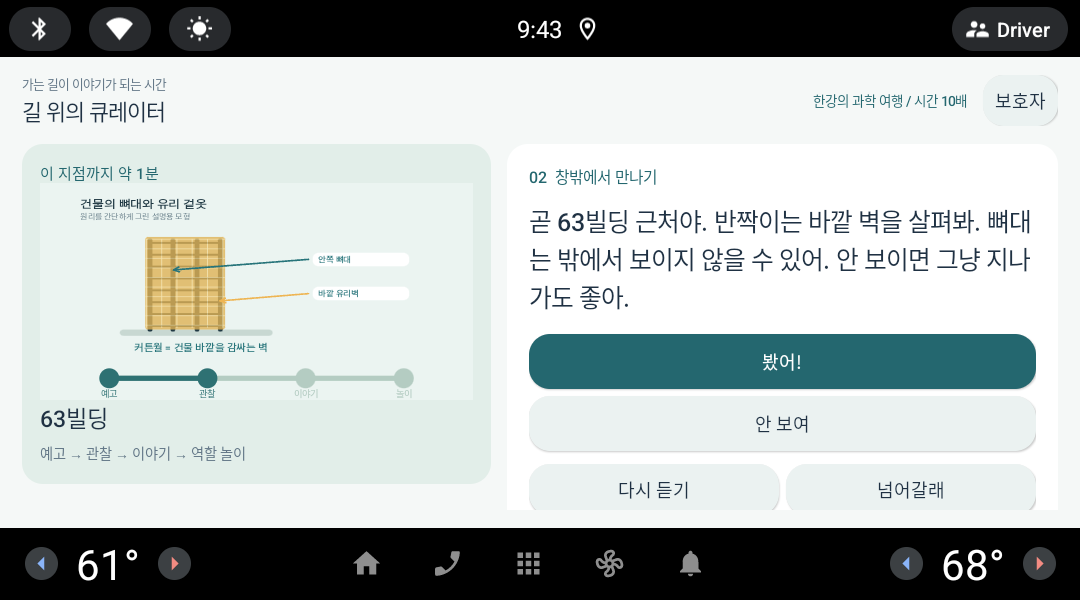 9:43
Driver
가는 길이 이야기가 되는 시간
길 위의 큐레이터
한강의 과학 여행 / 시간 10배
보호자
이 지점까지 약 1분
건물의 뼈대와 유리 겉옷
원리를 간단하게 그린 설명용 모형
안쪽 뼈대
바깥 유리벽
커튼월 = 건물 바깥을 감싸는 벽
예고
관찰
이야기
놀이
63빌딩
예고 → 관찰 → 이야기 → 역할 놀이
02 창밖에서 만나기
곧 63빌딩 근처야. 반짝이는 바깥 벽을 살펴봐. 뼈대
는 밖에서 보이지 않을 수 있어. 안 보이면 그냥 지나
가도 좋아.
봤어!
안 보여
다시 듣기
넘어갈래
61°
68°